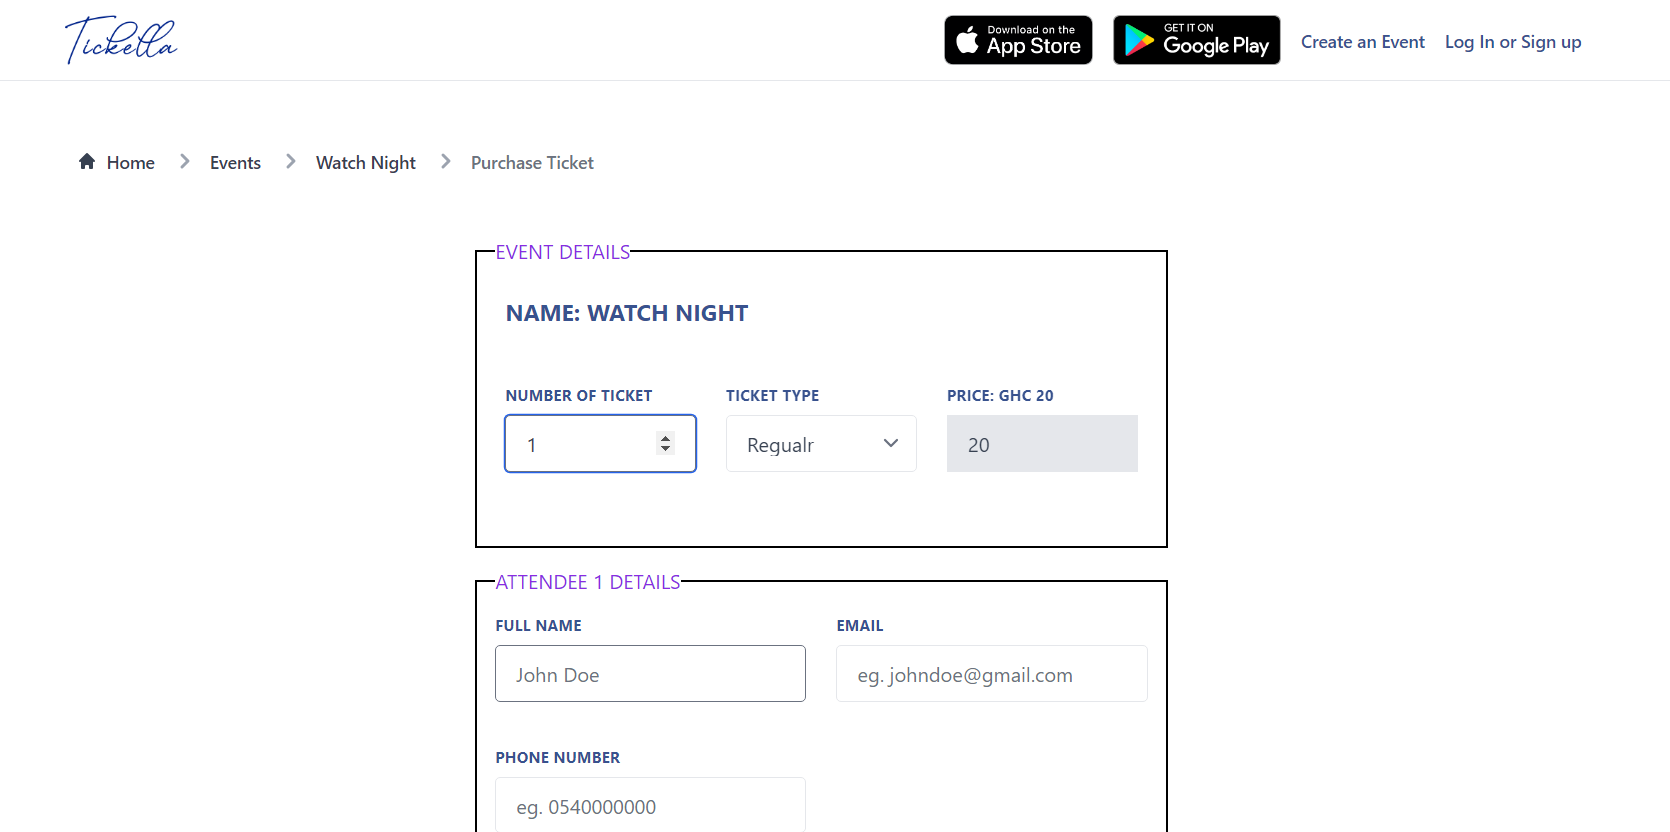 Tickella
Download on the
App Store
GET IT ON
Google Play
Create an Event
Log In or Sign up
Home
Events
Watch Night
Purchase Ticket
EVENT DETAILS
NAME: WATCH NIGHT
NUMBER OF TICKET
TICKET TYPE
PRICE: GHC 20
1
Regualr
20
ATTENDEE 1 DETAILS
FULL NAME
EMAIL
John Doe
eg. johndoe@gmail.com
PHONE NUMBER
eg. 0540000000